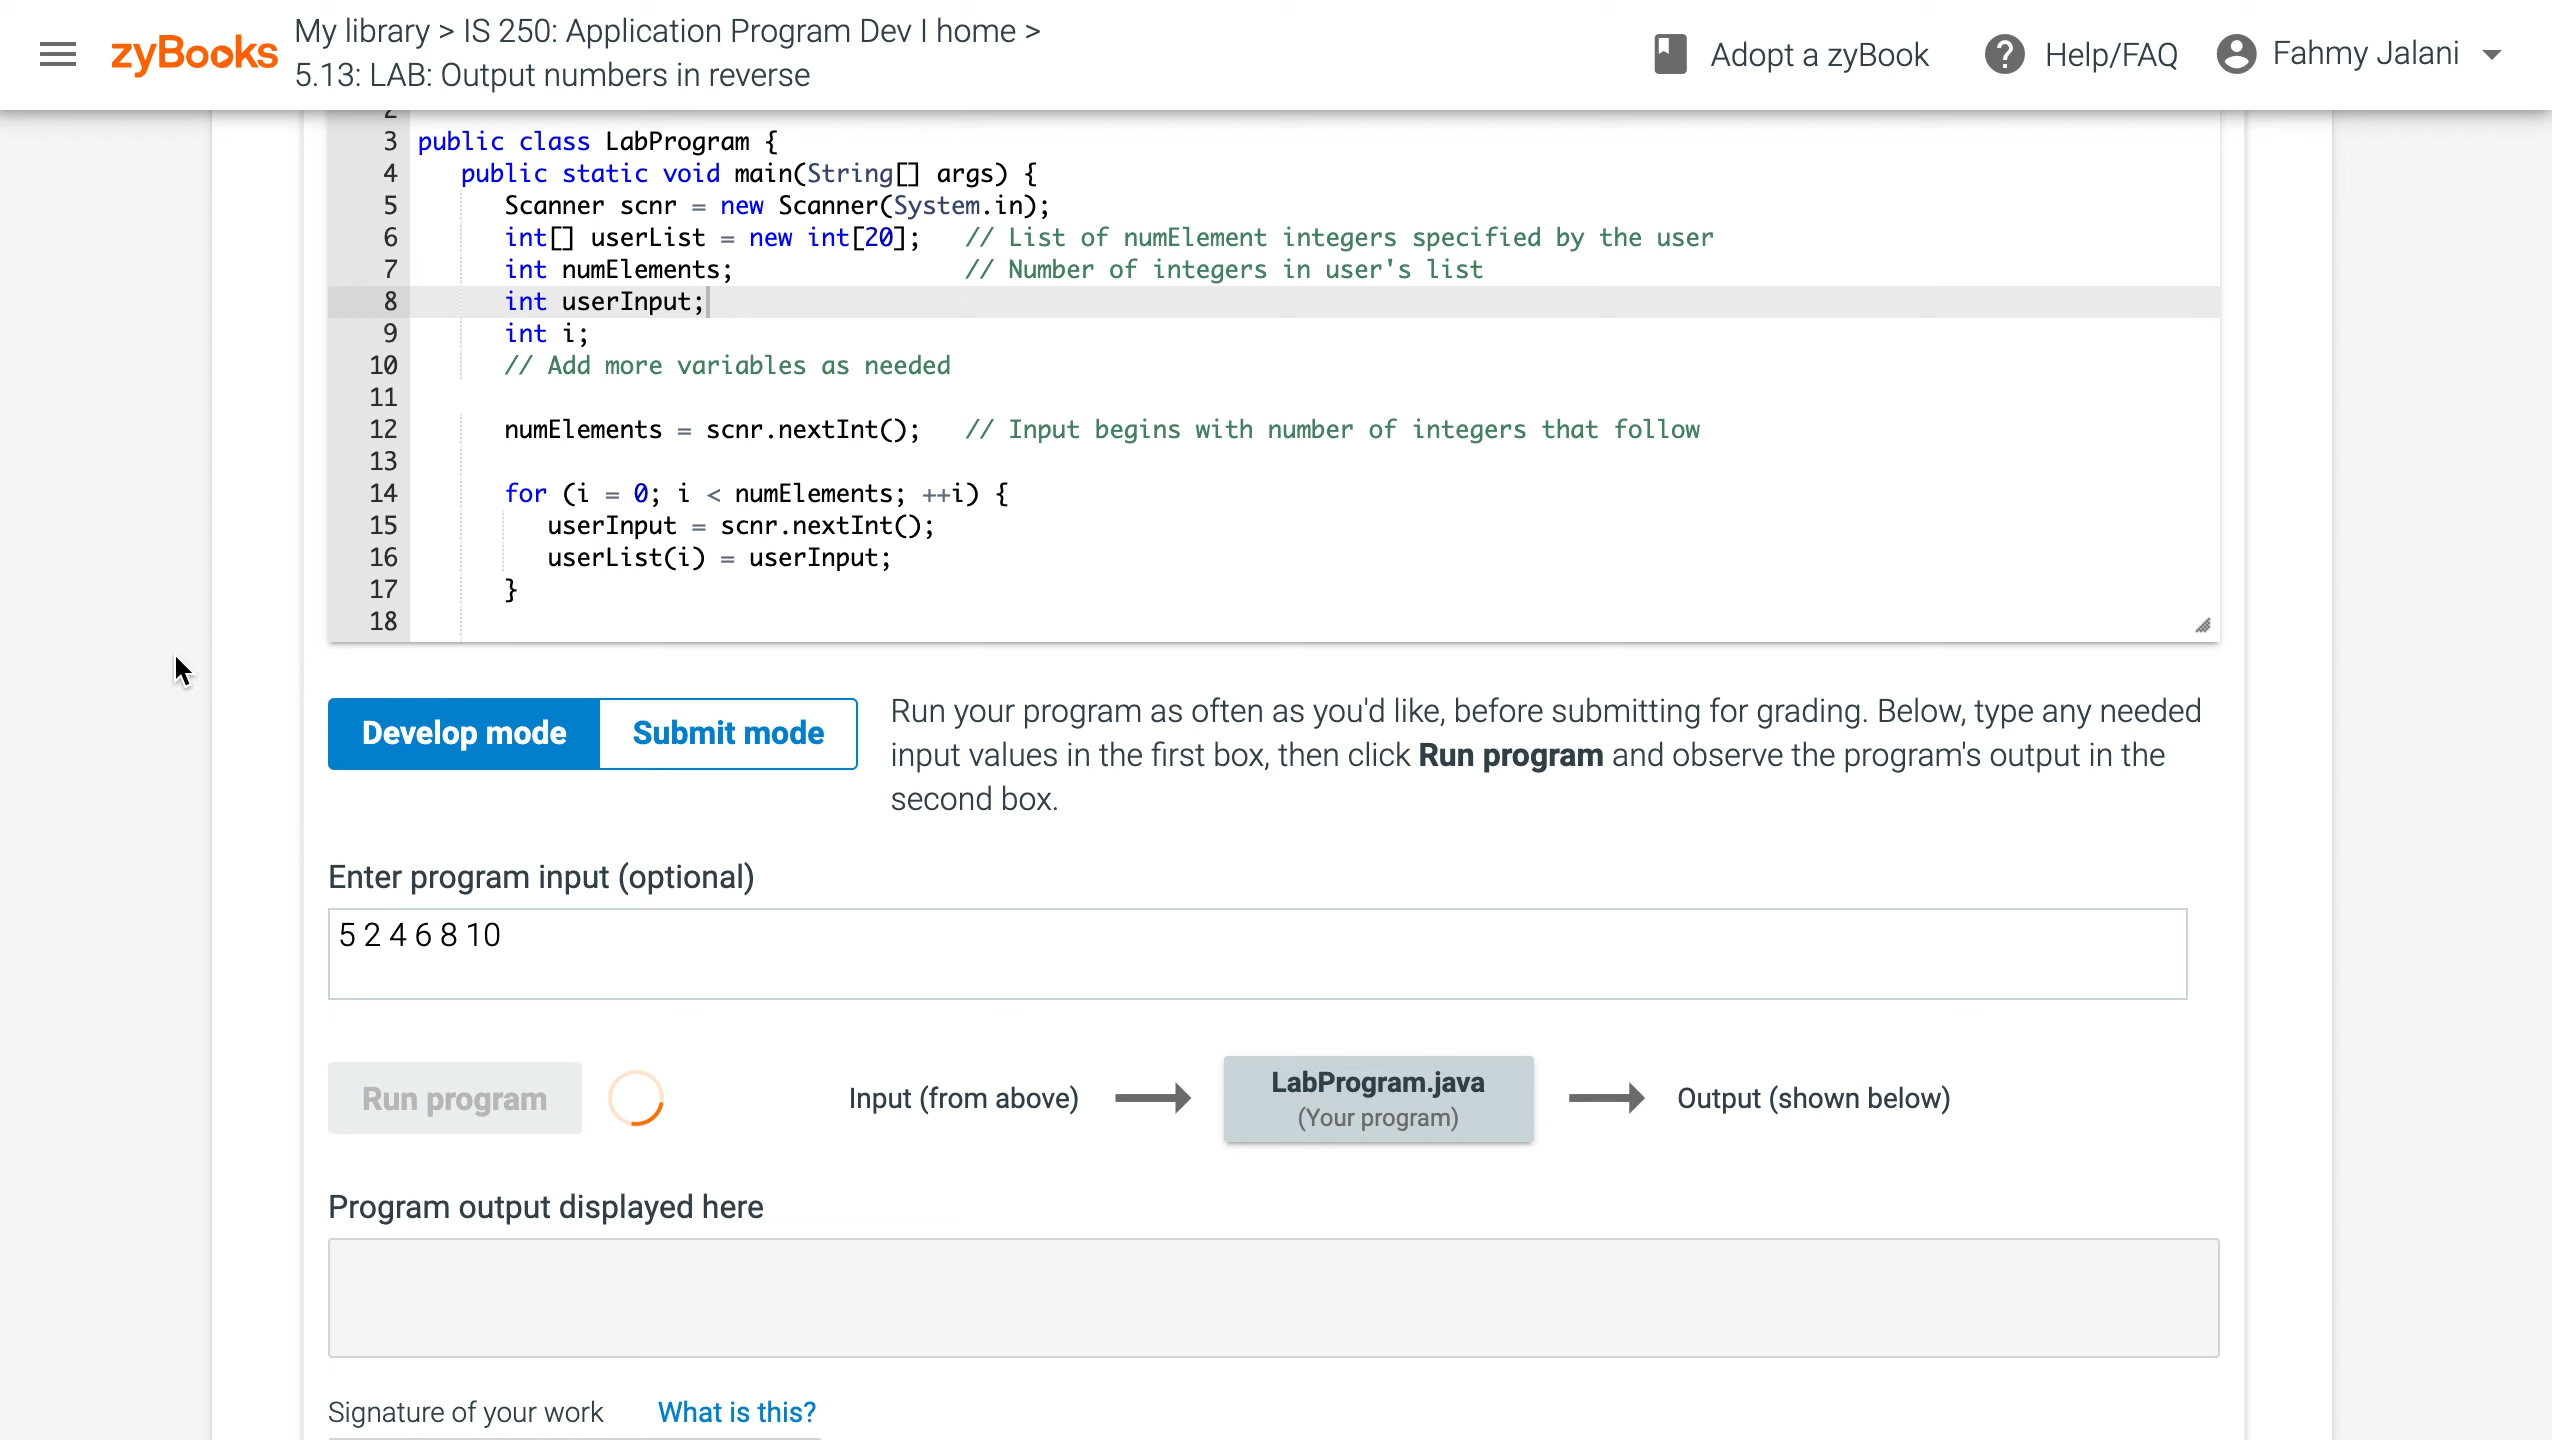 zyBooks
My library > IS 250: Application Program Dev I home >
5.13: LAB: Output numbers in reverse
Adopt a zyBook
Help/FAQ
Fahmy Jalani
2
3 public class LabProgram {
4    public static void main(String[] args) {
5       Scanner scnr = new Scanner(System.in);
6       int[] userList = new int[20];   // List of numElement integers specified by the user
7       int numElements;                // Number of integers in user's list
8       int userInput;
9       int i;
10       // Add more variables as needed
11
12       numElements = scnr.nextInt();   // Input begins with number of integers that follow
13
14       for (i = 0; i < numElements; ++i) {
15          userInput = scnr.nextInt();
16          userList(i) = userInput;
17       }
18
Develop mode
Submit mode
Run your program as often as you'd like, before submitting for grading. Below, type any needed
input values in the first box, then click Run program and observe the program's output in the
second box.
Enter program input (optional)
5 2 4 6 8 10
Run program
Input (from above)
LabProgram.java
(Your program)
Output (shown below)
Program output displayed here
Signature of your work
What is this?